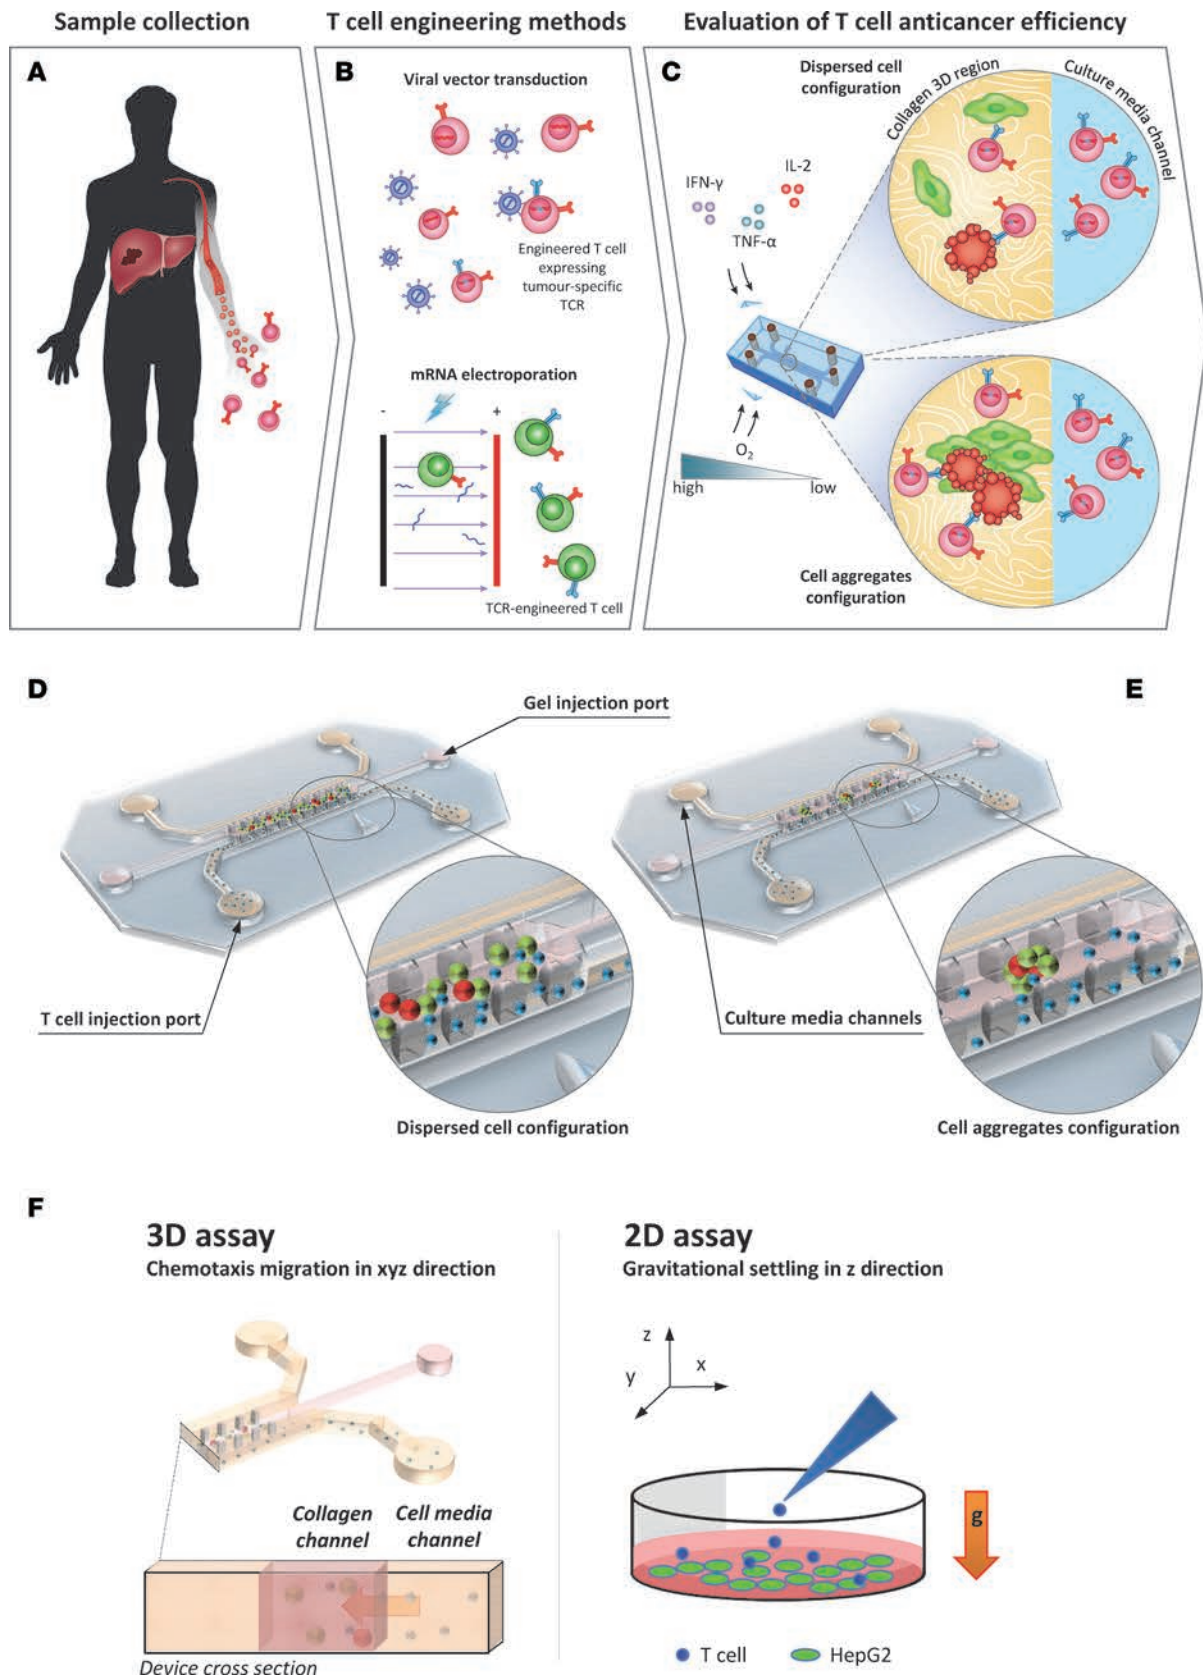 Sample collection
T cell engineering methods
Evaluation of T cell anticancer efficiency
A
B
Viral vector transduction
Engineered T cell
expressing
tumour-specific
TCR
mRNA electroporation
-
+
TCR-engineered T cell
C
Dispersed cell
configuration
Collagen 3D region
Culture media
channel
IFN-γ
IL-2
TNF-α
O₂
high
low
Cell aggregates
configuration
D
Gel injection port
E
T cell injection port
Culture media channels
Dispersed cell configuration
Cell aggregates configuration
F
3D assay
Chemotaxis migration in xyz direction
Collagen
channel
Cell media
channel
Device cross section
2D assay
Gravitational settling in z direction
z
y
x
g
T cell
HepG2